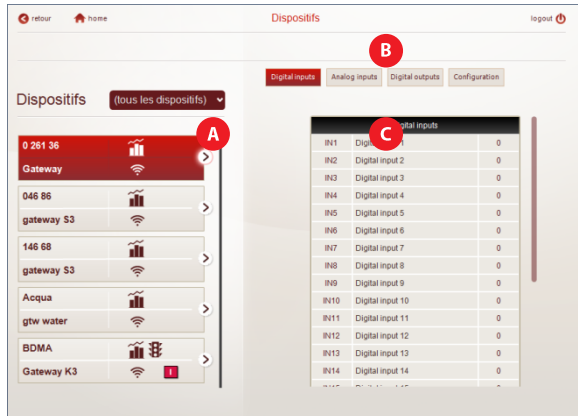 retour home Dispositifs logout
B
Digital inputs Analog inputs Digital outputs Configuration
Dispositifs (tous les dispositifs)
A
0 261 36
Gateway
046 86
gateway S3
146 68
gateway S3
Acqua
gtw water
BDMA
Gateway K3 I
C
inputs
IN1 1 0
IN2 Digital input 2 0
IN3 Digital input 3 0
IN4 Digital input 4 0
IN5 Digital input 5 0
IN6 Digital input 6 0
IN7 Digital input 7 0
IN8 Digital input 8 0
IN9 Digital input 9 0
IN10 Digital input 10 0
IN11 Digital input 11 0
IN12 Digital input 12 0
IN13 Digital input 13 0
IN14 Digital input 14 0